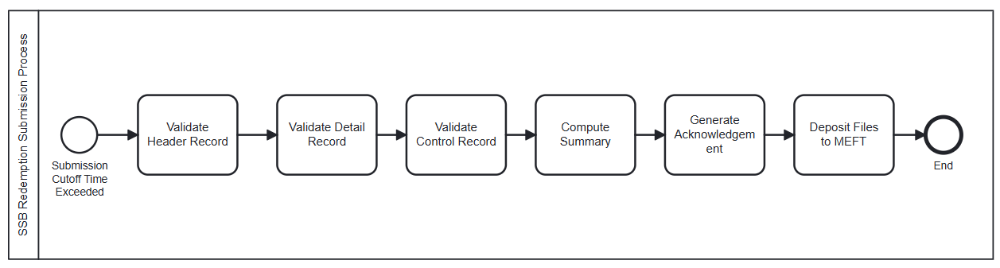 SSB Redemption Submission Process
Submission
Cutoff Time
Exceeded
Validate
Header Record
Validate Detail
Record
Validate
Control Record
Compute
Summary
Generate
Acknowledgem
ent
Deposit Files
to MEFT
End